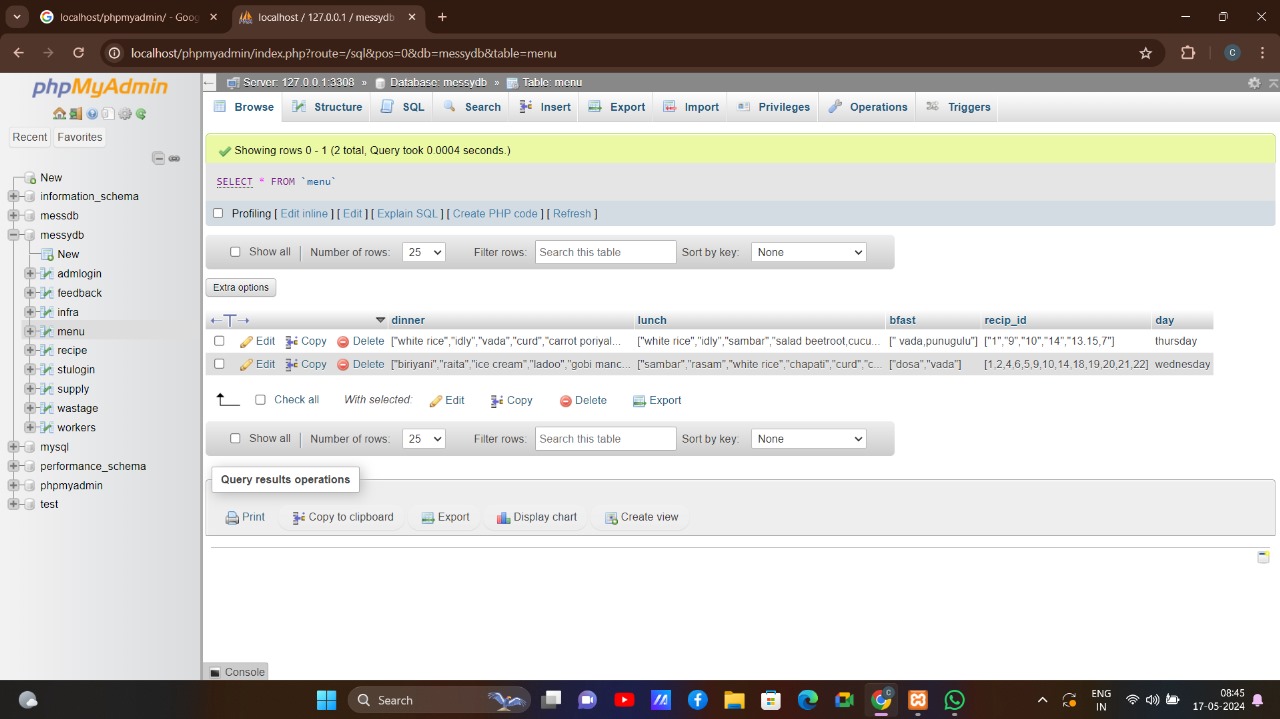 localhost/phpmyadmin/ - Goog
localhost / 127.0.0.1 / messydb
localhost/phpmyadmin/index.php?route=/sql&pos=0&db=messydb&table=menu
C
phpMyAdmin
Recent Favorites
New
information_schema
messdb
messydb
New
admlogin
feedback
infra
menu
recipe
stulogin
supply
wastage
workers
mysql
performance_schema
phpmyadmin
test
Server: 127.0.0.1:3308 » Database: messydb » Table: menu
Browse Structure SQL Search Insert Export Import Privileges Operations Triggers
Showing rows 0 - 1 (2 total, Query took 0.0004 seconds.)
SELECT * FROM `menu`
Profiling [ Edit inline ] [ Edit ] [ Explain SQL ] [ Create PHP code ] [ Refresh ]
Show all Number of rows: 25 Filter rows: Search this table Sort by key: None
Extra options
←T→ dinner lunch bfast recip_id day
Edit Copy Delete ["white rice","idly","vada","curd","carrot poriyal... ["white rice","idly","sambar","salad beetroot,cucu... [" vada,punugulu"] ["1","9","10","14","13.15,7"] thursday
Edit Copy Delete ["biriyani","raita","ice cream","ladoo","gobi manc... ["sambar","rasam","white rice","chapati","curd","c... ["dosa","vada"] [1,2,4,6,5,9,10,14,18,19,20,21,22] wednesday
Check all With selected: Edit Copy Delete Export
Show all Number of rows: 25 Filter rows: Search this table Sort by key: None
Query results operations
Print Copy to clipboard Export Display chart Create view
Console
Search
C
ENG
IN
08:45
17-05-2024